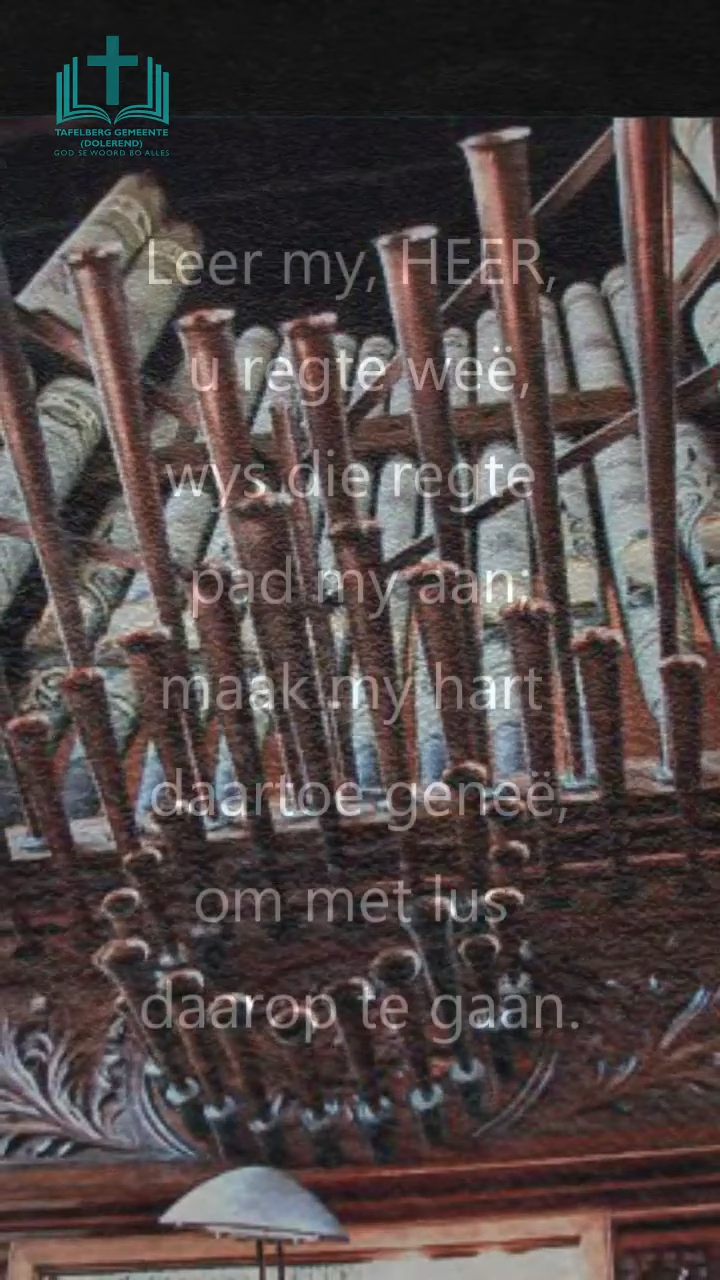 TAFELBERG GEMEENTE
(DOLEREND)
GOD SE WOORD BO ALLES
Leer my, HEER,
u regte weë,
wys die regte
pad my aan;
maak my hart
daartoe geneë,
om met lus
daarop te gaan.